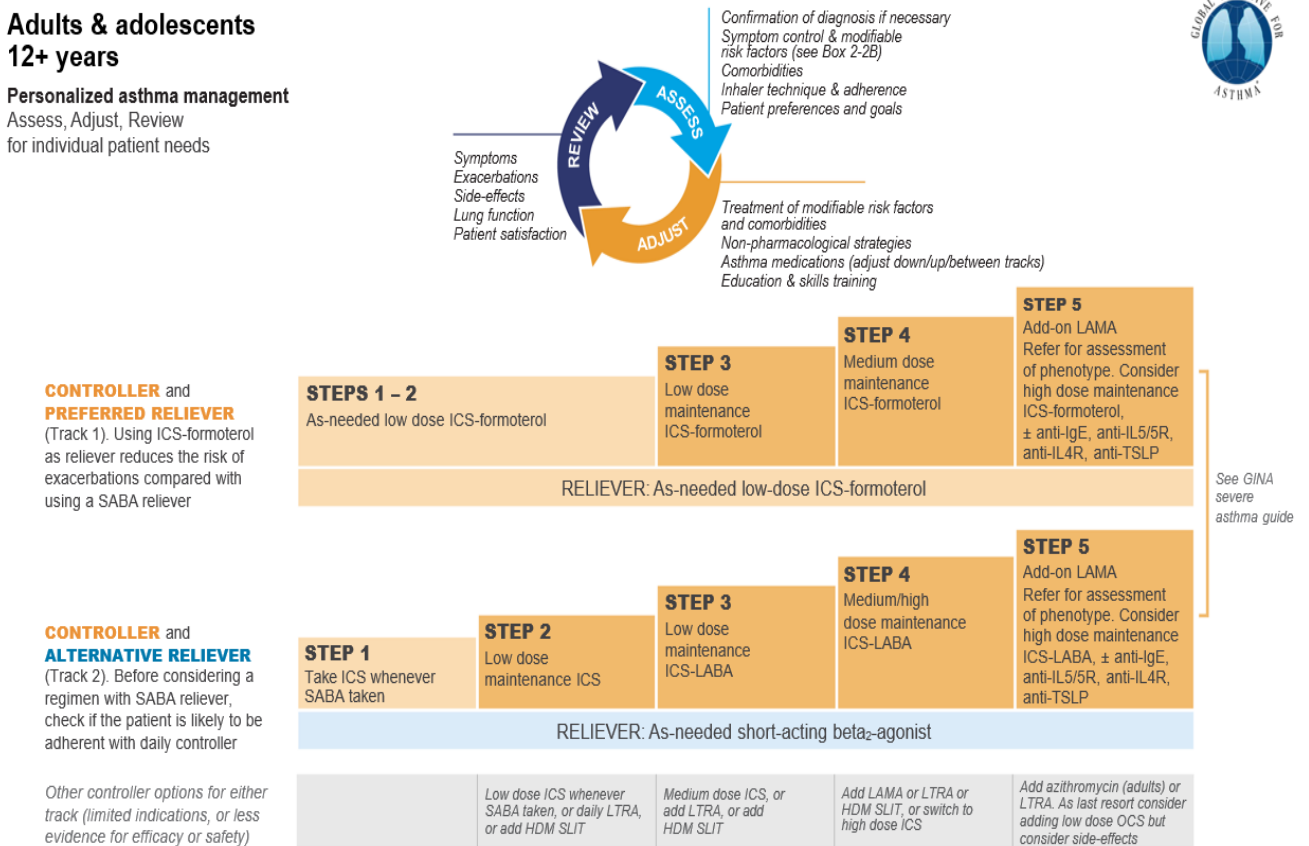 Adults & adolescents
12+ years
Personalized asthma management
Assess, Adjust, Review
for individual patient needs
GLOBAL
FOR
ASTHMA
REVIEW
ASSESS
ADJUST
Confirmation of diagnosis if necessary
Symptom control & modifiable
risk factors (see Box 2-2B)
Comorbidities
Inhaler technique & adherence
Patient preferences and goals
Symptoms
Exacerbations
Side-effects
Lung function
Patient satisfaction
Treatment of modifiable risk factors
and comorbidities
Non-pharmacological strategies
Asthma medications (adjust down/up/between tracks)
Education & skills training
CONTROLLER and
PREFERRED RELIEVER
(Track 1). Using ICS-formoterol
as reliever reduces the risk of
exacerbations compared with
using a SABA reliever
STEPS 1 – 2
As-needed low dose ICS-formoterol
STEP 3
Low dose
maintenance
ICS-formoterol
STEP 4
Medium dose
maintenance
ICS-formoterol
STEP 5
Add-on LAMA
Refer for assessment
of phenotype. Consider
high dose maintenance
ICS-formoterol,
± anti-IgE, anti-IL5/5R,
anti-IL4R, anti-TSLP
RELIEVER: As-needed low-dose ICS-formoterol
See GINA
severe
asthma guide
CONTROLLER and
ALTERNATIVE RELIEVER
(Track 2). Before considering a
regimen with SABA reliever,
check if the patient is likely to be
adherent with daily controller
STEP 1
Take ICS whenever
SABA taken
STEP 2
Low dose
maintenance ICS
STEP 3
Low dose
maintenance
ICS-LABA
STEP 4
Medium/high
dose maintenance
ICS-LABA
STEP 5
Add-on LAMA
Refer for assessment
of phenotype. Consider
high dose maintenance
ICS-LABA, ± anti-IgE,
anti-IL5/5R, anti-IL4R,
anti-TSLP
RELIEVER: As-needed short-acting beta₂-agonist
Other controller options for either
track (limited indications, or less
evidence for efficacy or safety)
Low dose ICS whenever
SABA taken, or daily LTRA,
or add HDM SLIT
Medium dose ICS, or
add LTRA, or add
HDM SLIT
Add LAMA or LTRA or
HDM SLIT, or switch to
high dose ICS
Add azithromycin (adults) or
LTRA. As last resort consider
adding low dose OCS but
consider side-effects